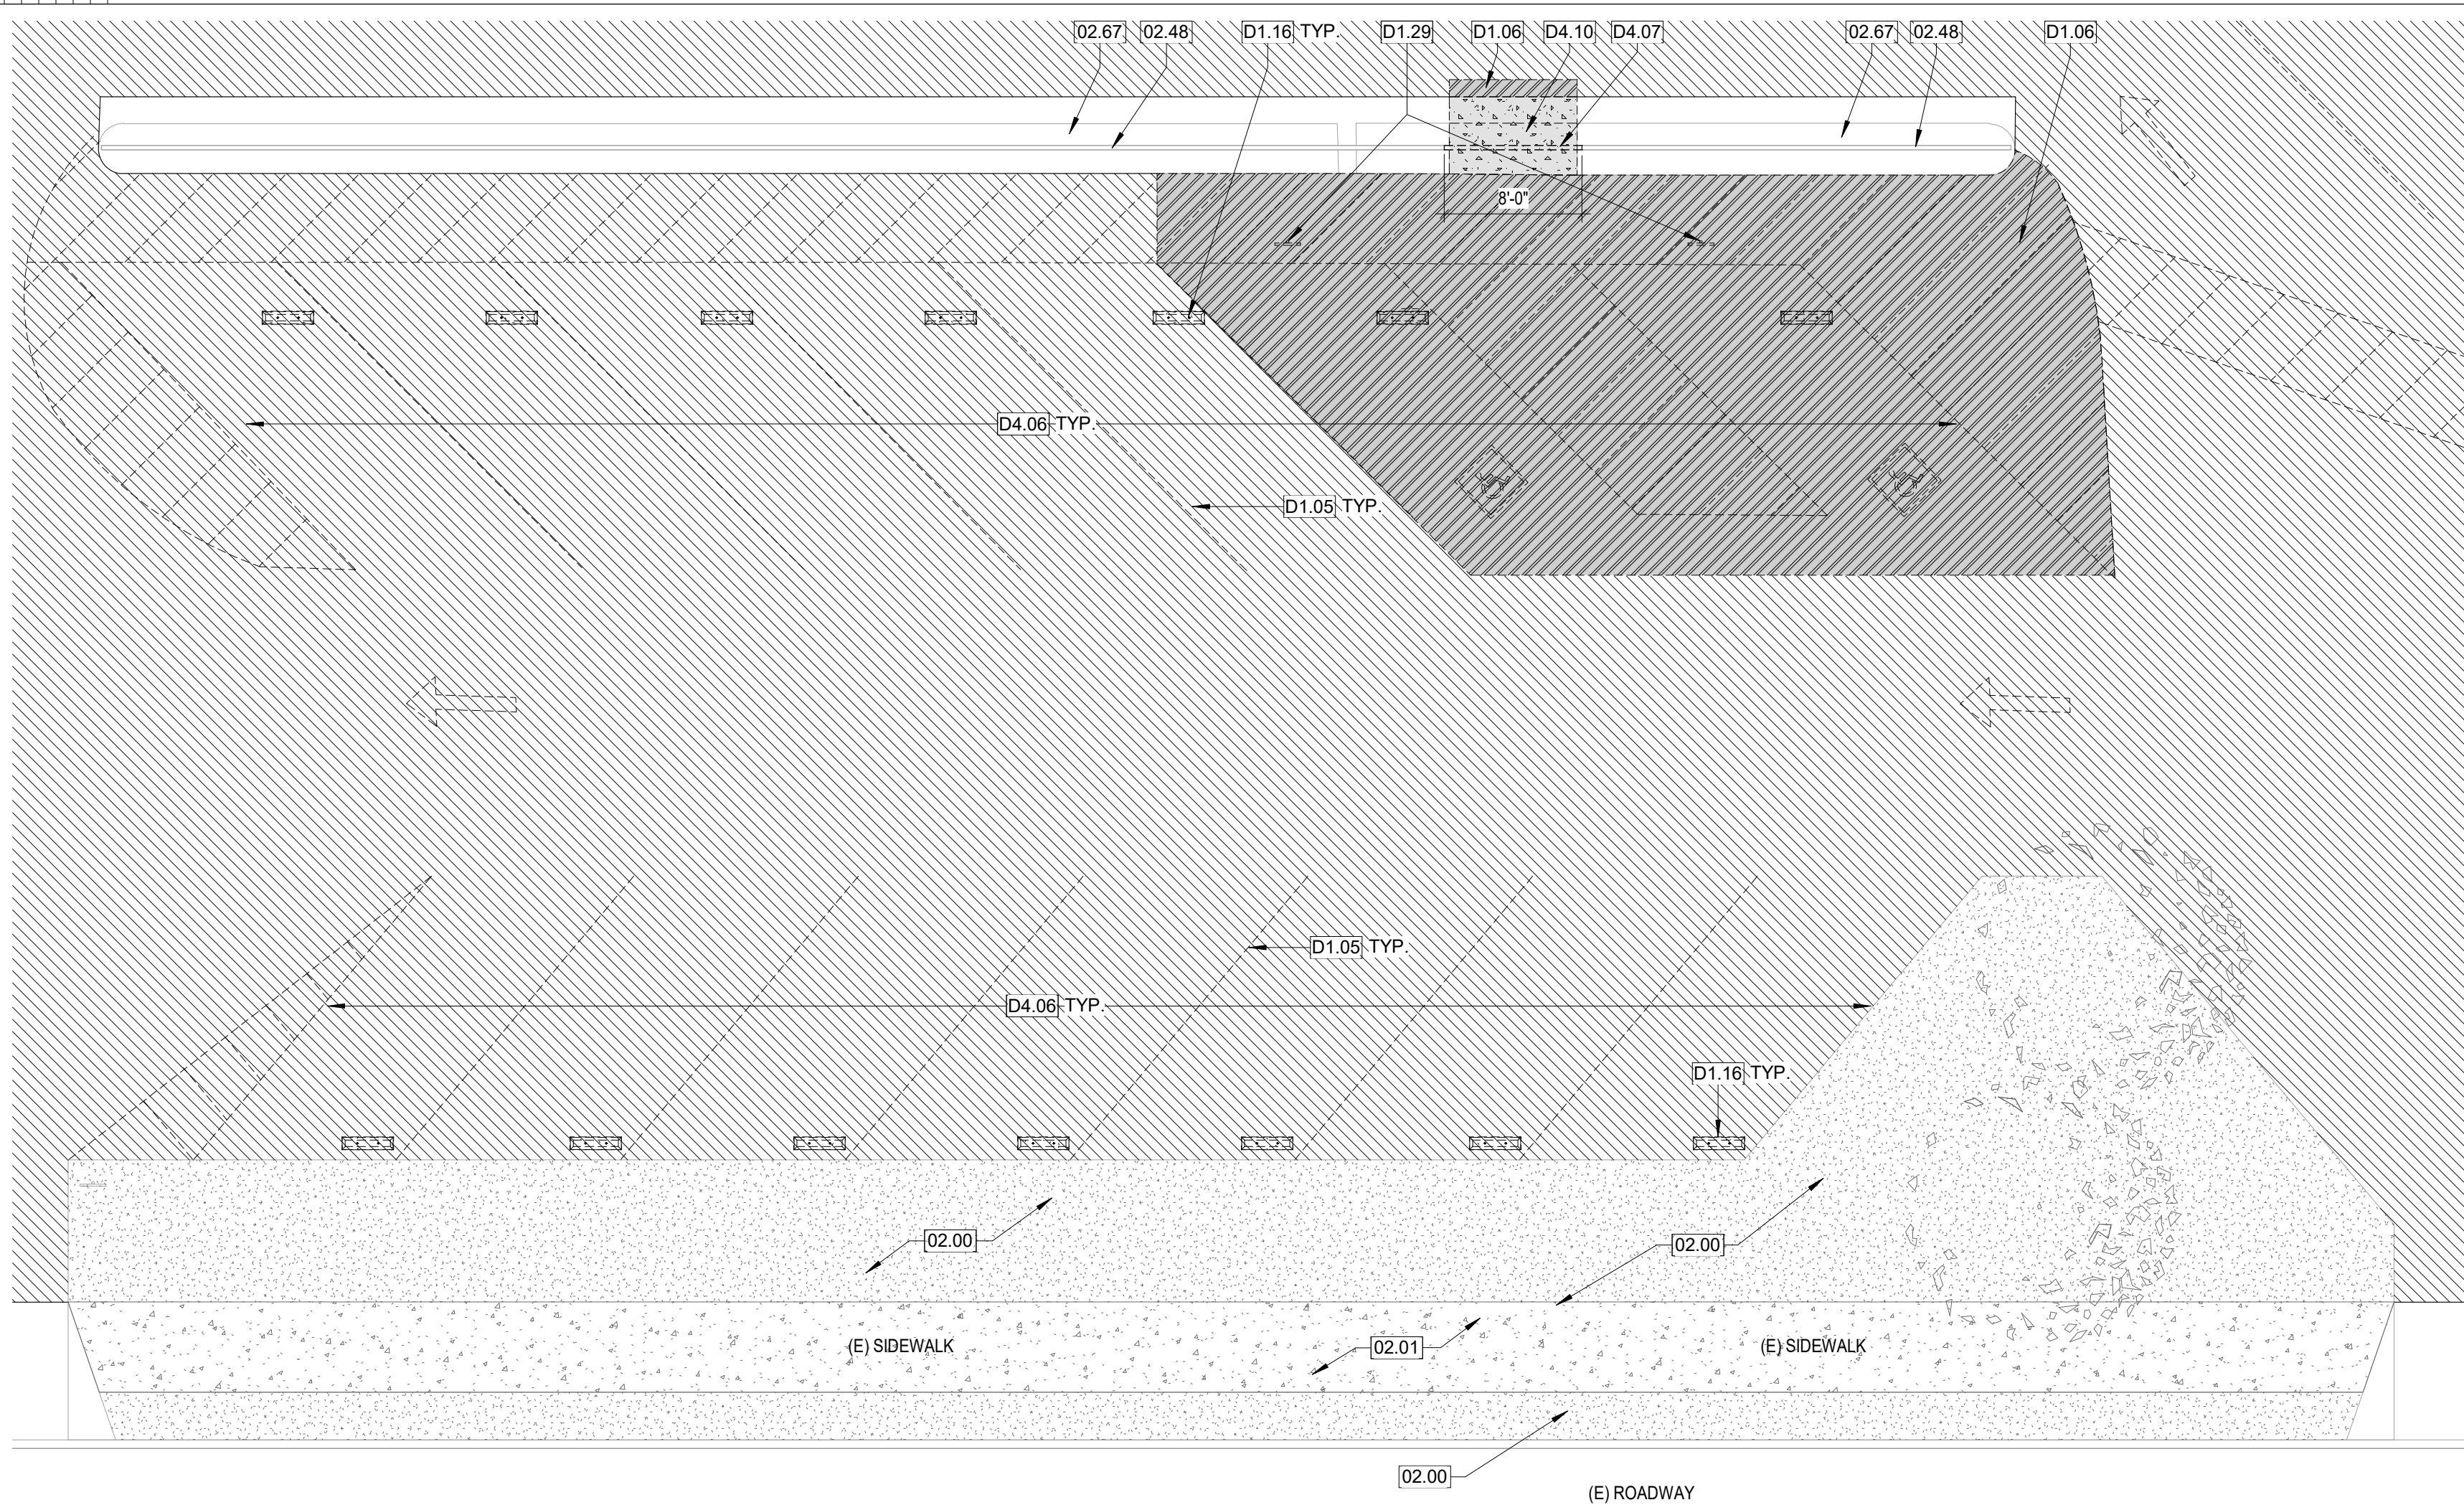 02.67 02.48 D1.16 TYP. D1.29 D1.06 D4.10 D4.07 02.67 02.48 D1.06
8'-0"
D4.06 TYP.
D1.05 TYP.
D1.05 TYP.
D4.06 TYP.
D1.16 TYP.
02.00 02.00
(E) SIDEWALK 02.01 (E) SIDEWALK
02.00
(E) ROADWAY